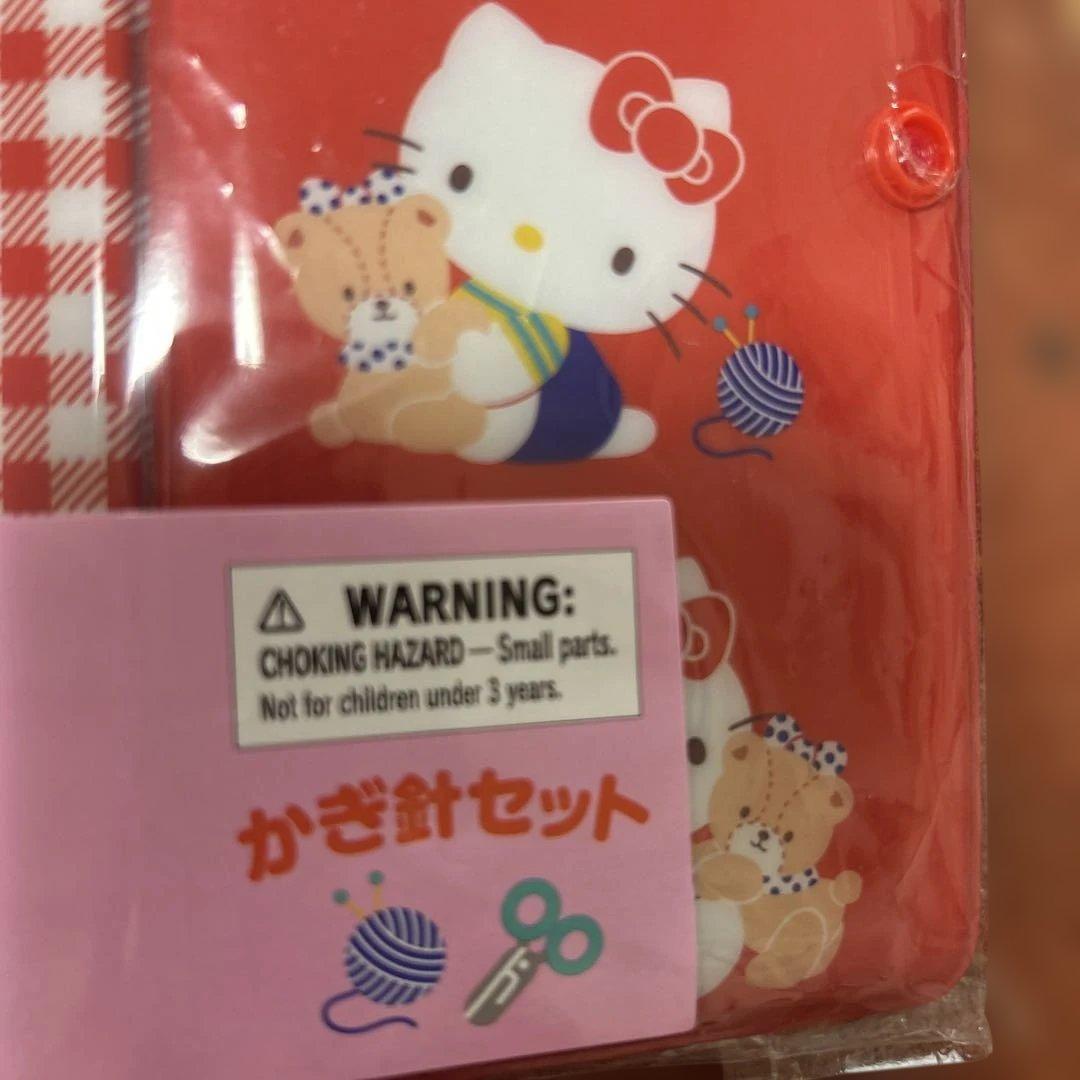 WARNING:
CHOKING HAZARD — Small parts.
Not for children under 3 years.
かぎ針セット